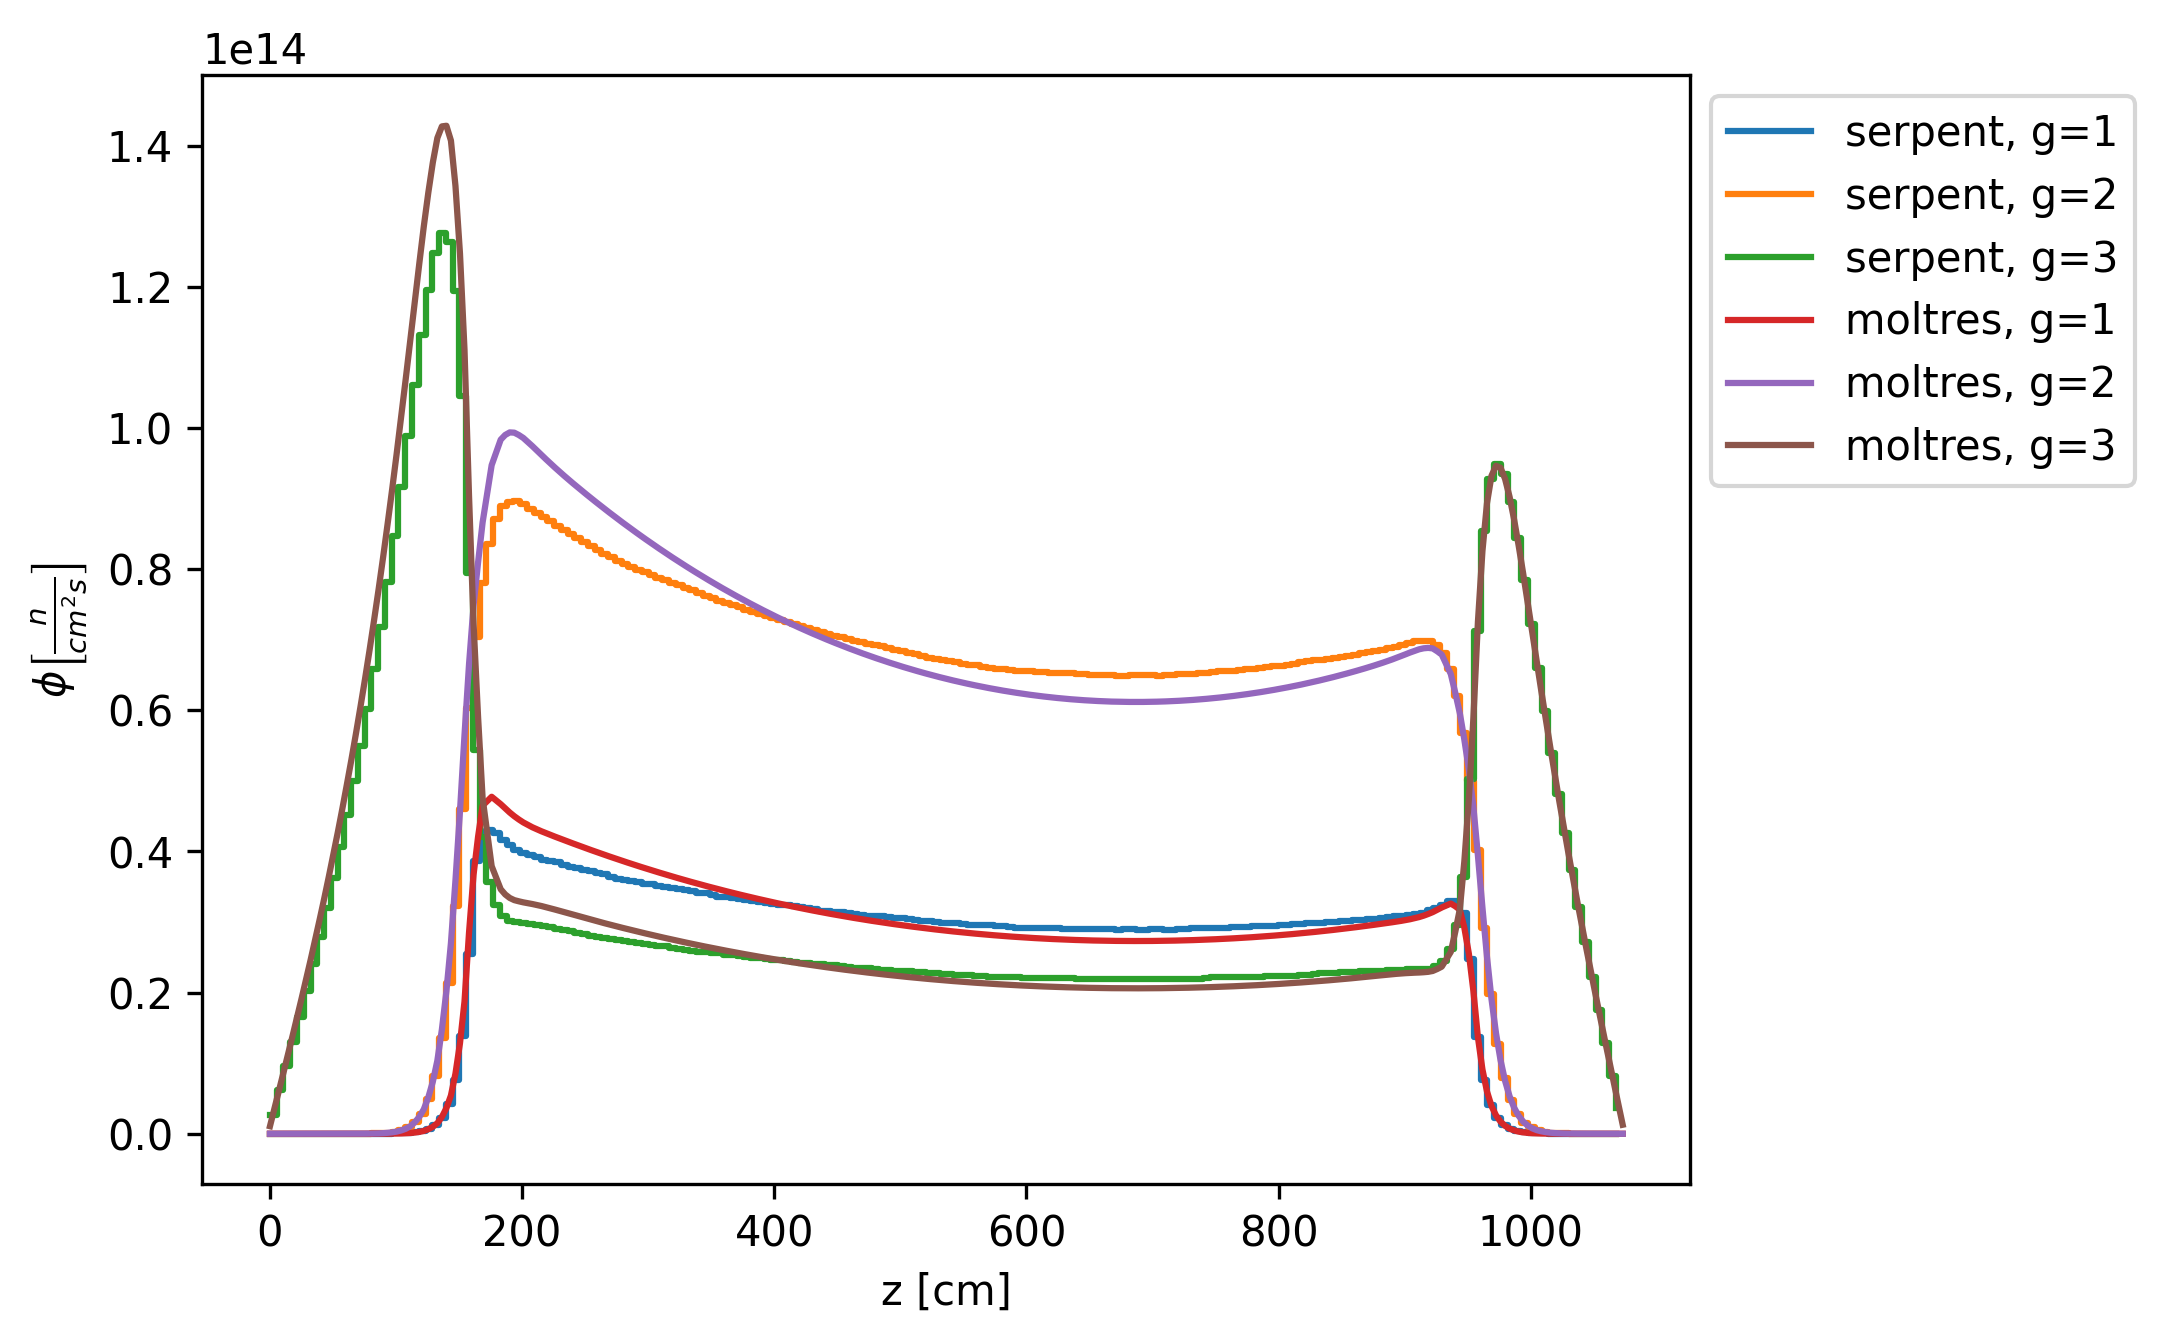 1e14
1.4
1.2
1.0
0.8
0.6
0.4
0.2
0.0
ϕ[n/cm²s]
0 200 400 600 800 1000
z [cm]
serpent, g=1
serpent, g=2
serpent, g=3
moltres, g=1
moltres, g=2
moltres, g=3